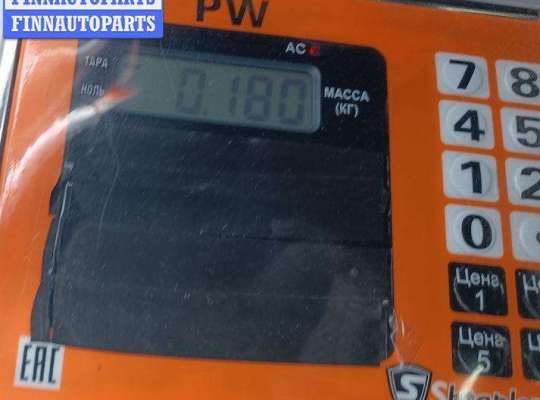 FINNAUTOPARTS
FINNAUTOPARTS
PW
AC
ТАРА
НОЛЬ
0.180
МАССА
(КГ)
7 8
4 5
1 2
0
Цена
1
Цена
5
EAC